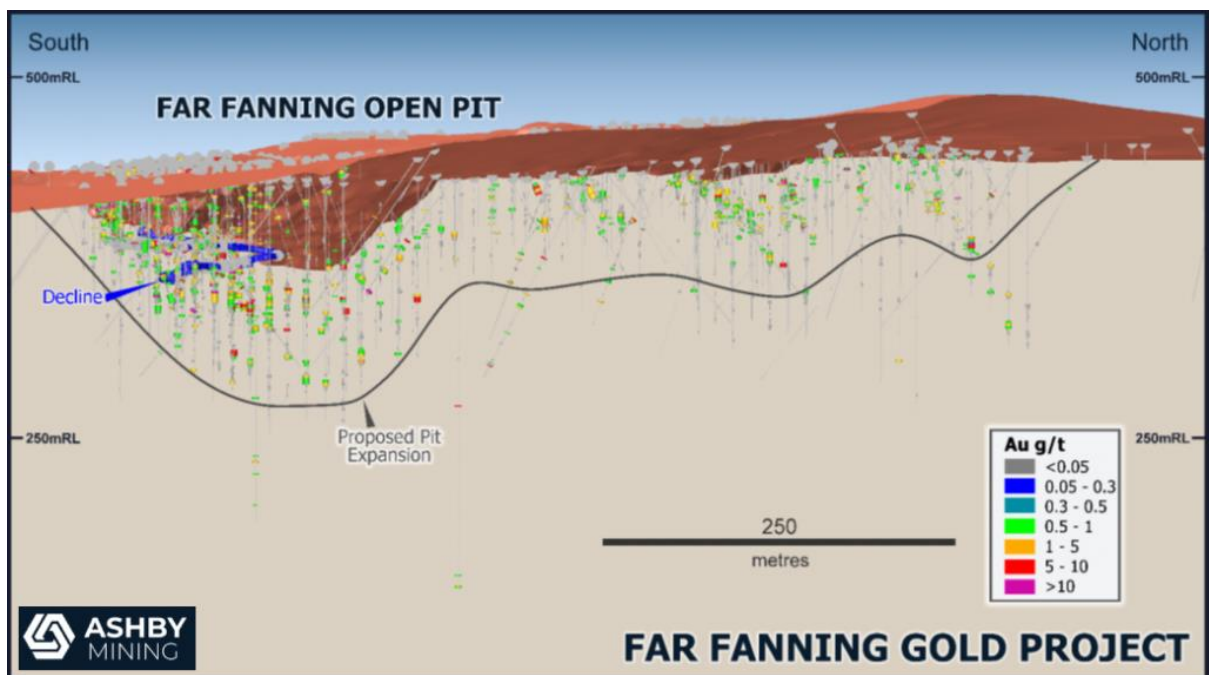 South
North
500mRL
500mRL
FAR FANNING OPEN PIT
Decline
Proposed Pit
Expansion
250mRL
250mRL
Au g/t
<0.05
0.05 - 0.3
0.3 - 0.5
0.5 - 1
1 - 5
5 - 10
>10
250
metres
ASHBY
MINING
FAR FANNING GOLD PROJECT